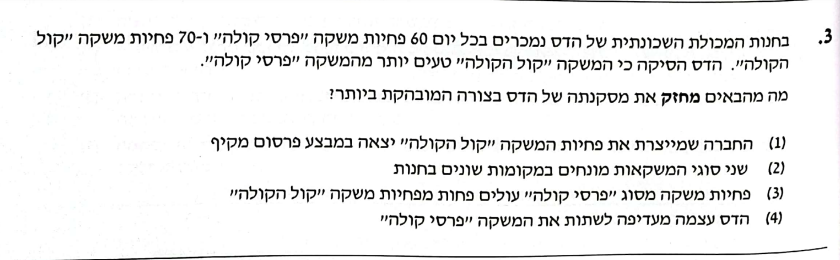 3. בחנות המכולת השכונתית של הדס נמכרים בכל יום 60 פחיות משקה "פרסי קולה" ו-70 פחיות משקה "קול
הקולה". הדס הסיקה כי המשקה "קול הקולה" טעים יותר מהמשקה "פרסי קולה".
מה מהבאים מחזק את מסקנתה של הדס בצורה המובהקת ביותר?
(1) החברה שמייצרת את פחיות המשקה "קול הקולה" יצאה במבצע פרסום מקיף
(2) שני סוגי המשקאות מונחים במקומות שונים בחנות
(3) פחיות משקה מסוג "פרסי קולה" עולים פחות מפחיות משקה "קול הקולה"
(4) הדס עצמה מעדיפה לשתות את המשקה "פרסי קולה"